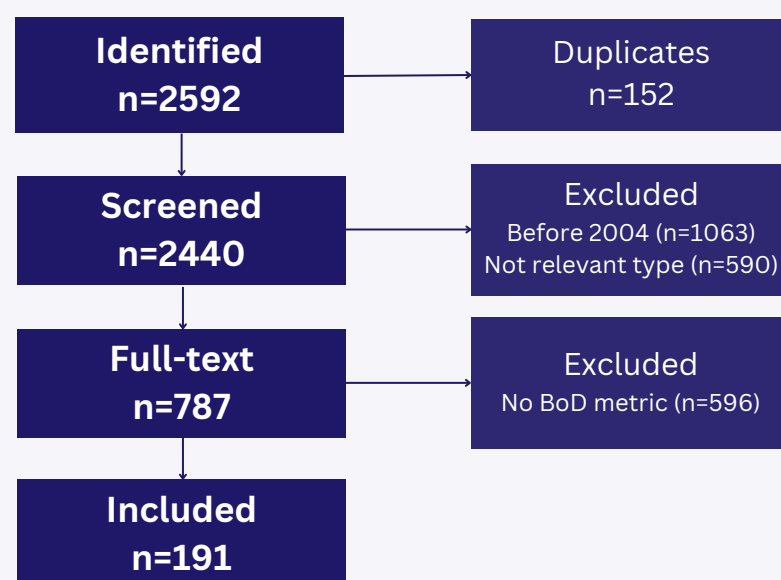 Identified
n=2592
Duplicates
n=152
Screened
n=2440
Excluded
Before 2004 (n=1063)
Not relevant type (n=590)
Full-text
n=787
Excluded
No BoD metric (n=596)
Included
n=191